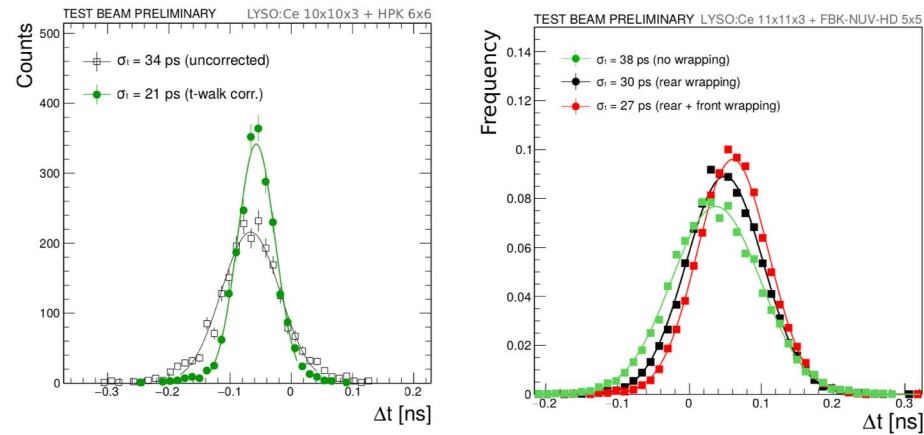 TEST BEAM PRELIMINARY LYSO:Ce 10x10x3 + HPK 6x6
Counts
500
400
300
200
100
0
σt = 34 ps (uncorrected)
σt = 21 ps (t-walk corr.)
−0.3 −0.2 −0.1 0 0.1 0.2
Δt [ns]
TEST BEAM PRELIMINARY LYSO:Ce 11x11x3 + FBK-NUV-HD 5x5
Frequency
0.14
0.12
0.1
0.08
0.06
0.04
0.02
0
σt = 38 ps (no wrapping)
σt = 30 ps (rear wrapping)
σt = 27 ps (rear + front wrapping)
−0.2 −0.1 0 0.1 0.2 0.3
Δt [ns]